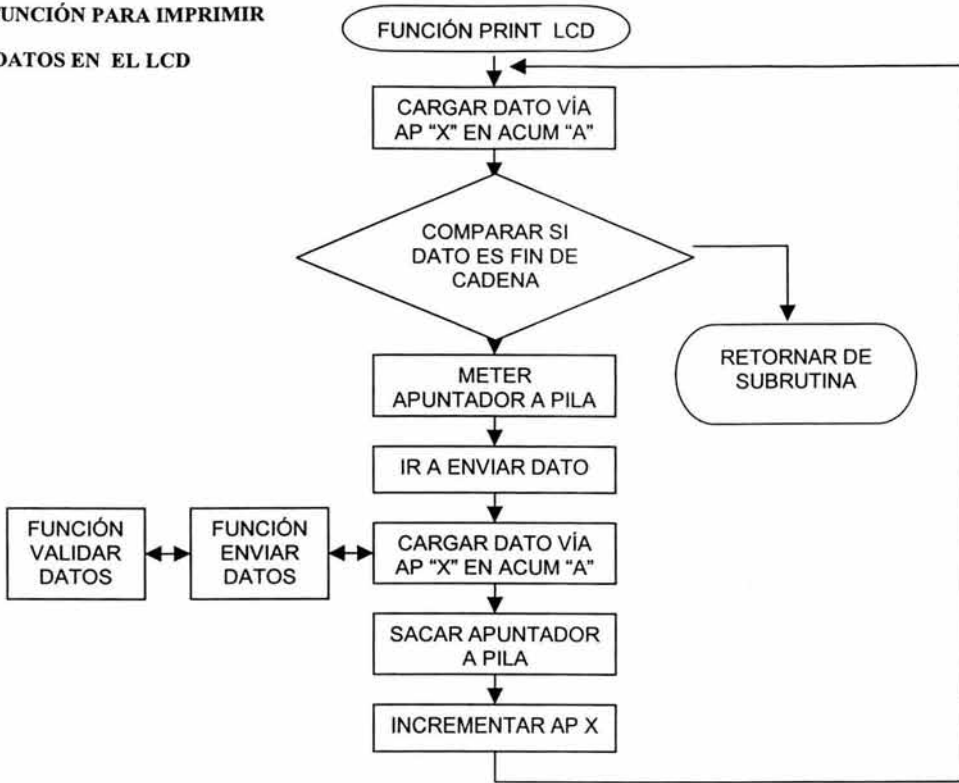 FUNCIÓN PARA IMPRIMIR
DATOS EN EL LCD
FUNCIÓN PRINT LCD
CARGAR DATO VÍA
AP “X” EN ACUM “A”
COMPARAR SI
DATO ES FIN DE
CADENA
RETORNAR DE
SUBRUTINA
METER
APUNTADOR A PILA
IR A ENVIAR DATO
FUNCIÓN
VALIDAR
DATOS
FUNCIÓN
ENVIAR
DATOS
CARGAR DATO VÍA
AP “X” EN ACUM “A”
SACAR APUNTADOR
A PILA
INCREMENTAR AP X